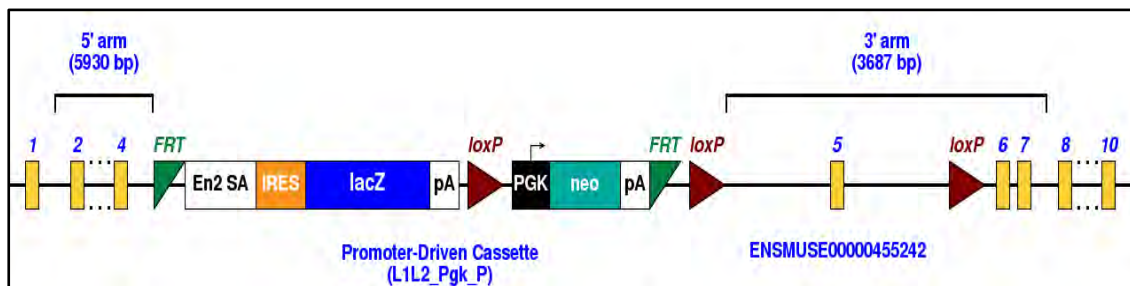 5' arm
(5930 bp)
3' arm
(3687 bp)
1 2 4 FRT loxP FRT loxP 5 loxP 6 7 8 10
En2 SA IRES lacZ pA PGK neo pA
Promoter-Driven Cassette
(L1L2_Pgk_P)
ENSMUSE00000455242